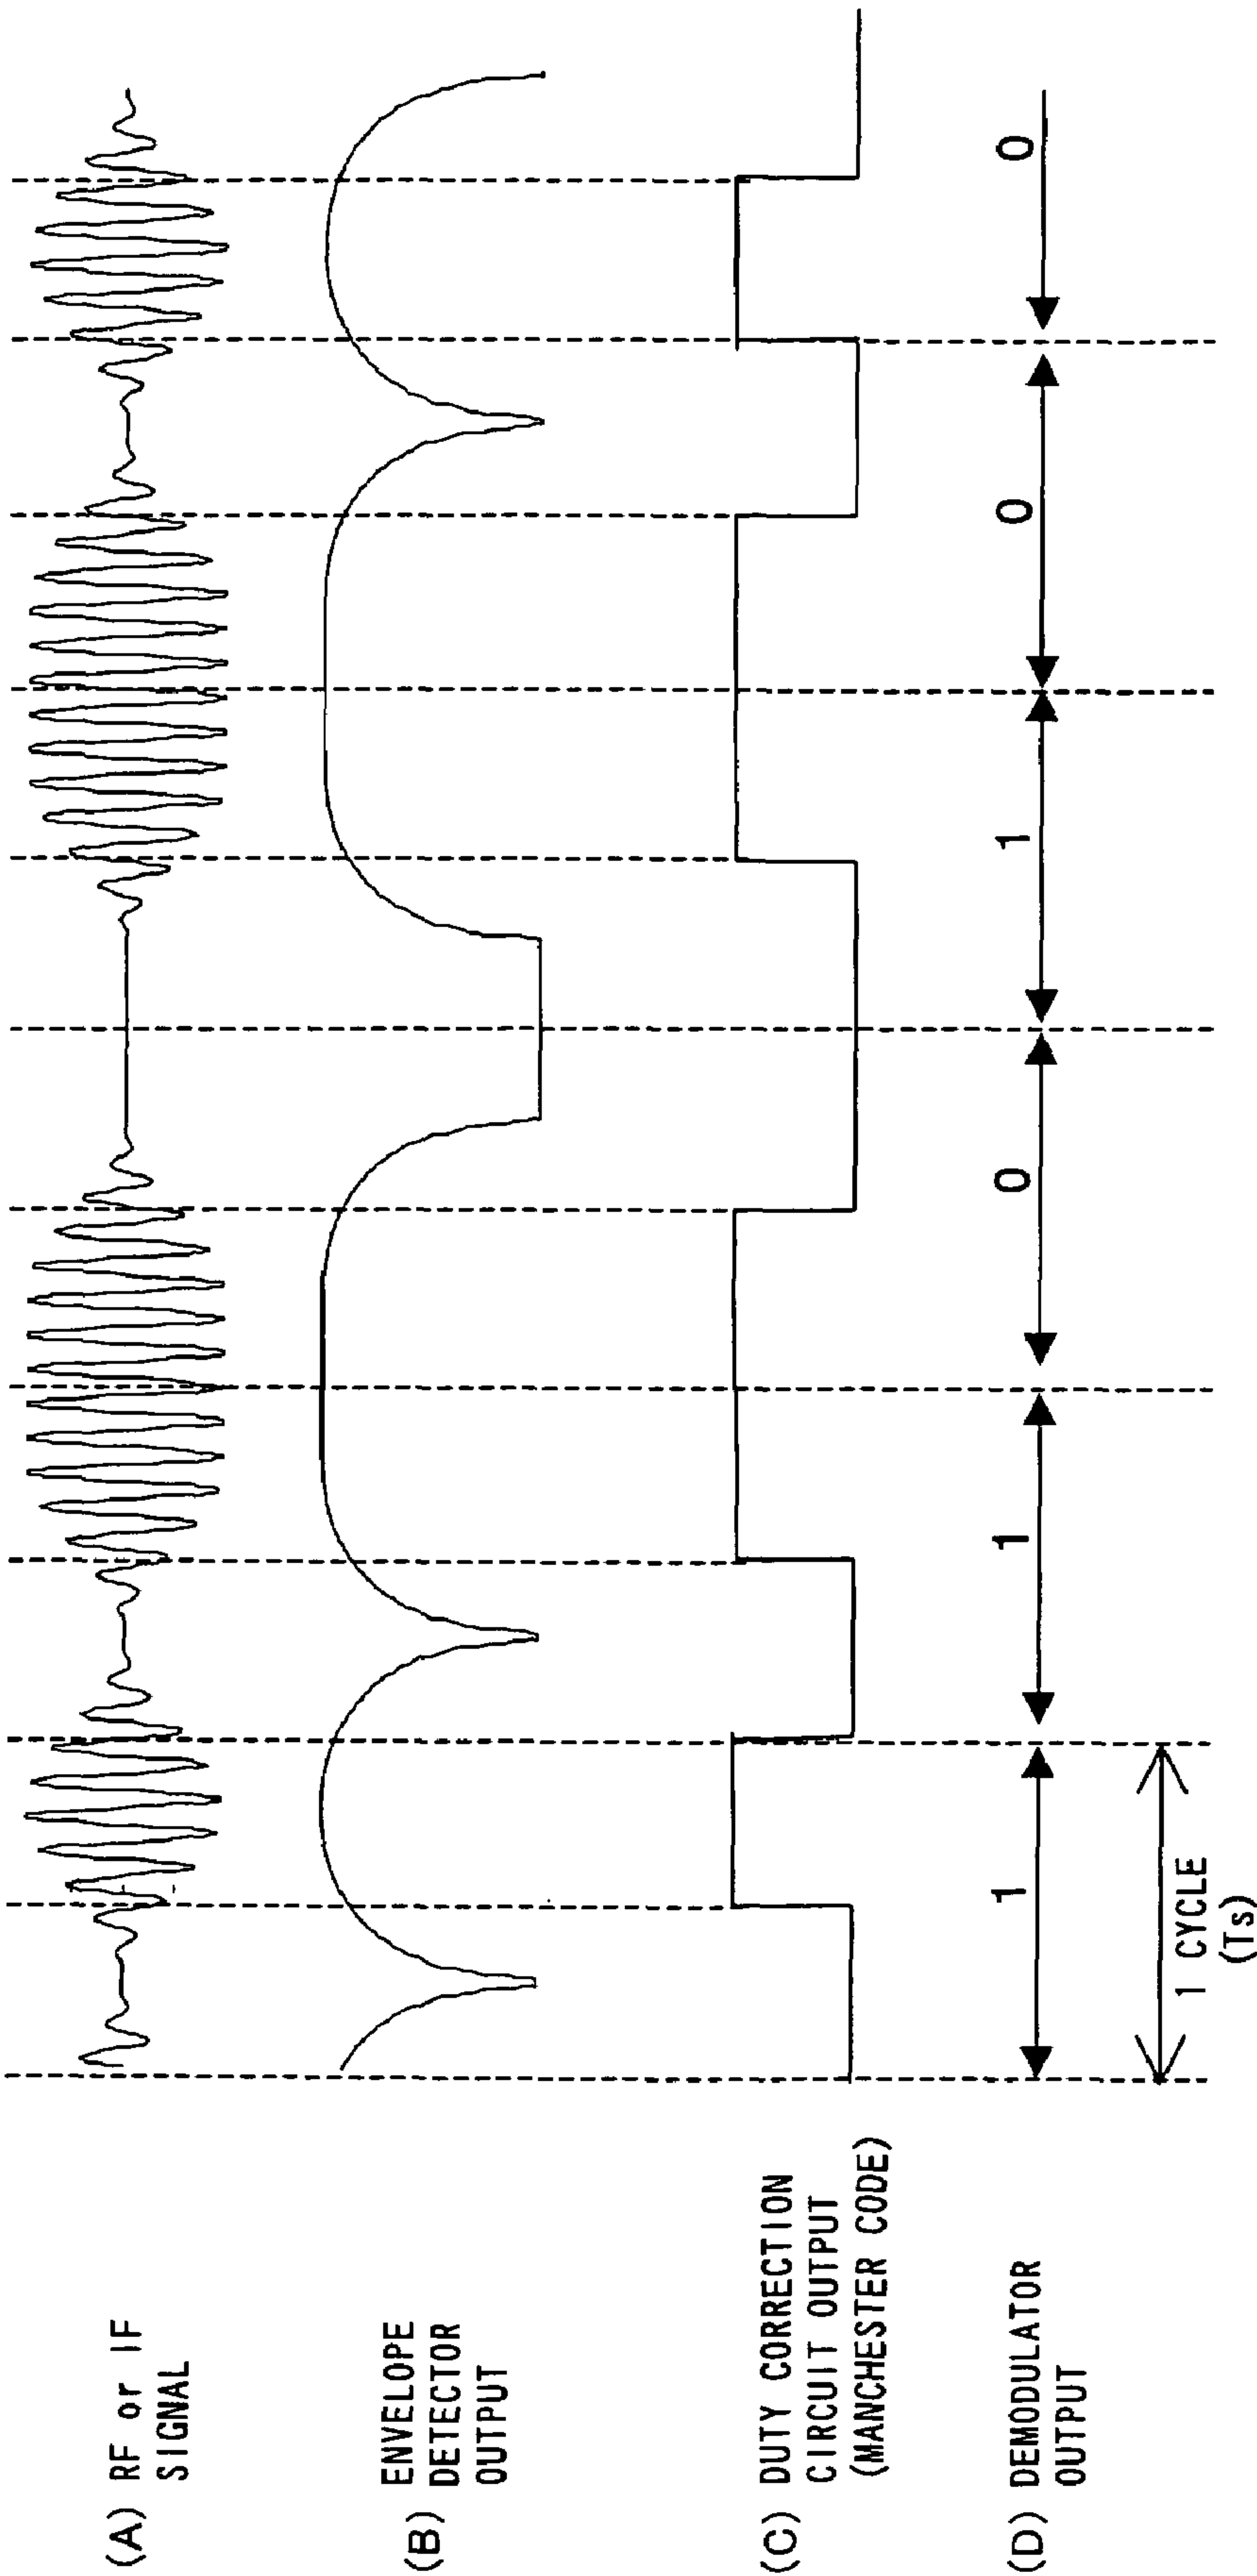 (A) RF or IF
SIGNAL
ENVELOPE
(B) DETECTOR
OUTPUT
(C) DUTY CORRECTION
CIRCUIT OUTPUT
(MANCHESTER CODE)
(D) DEMODULATOR
OUTPUT
1 1 0 1 0 0
1 CYCLE
(Ts)